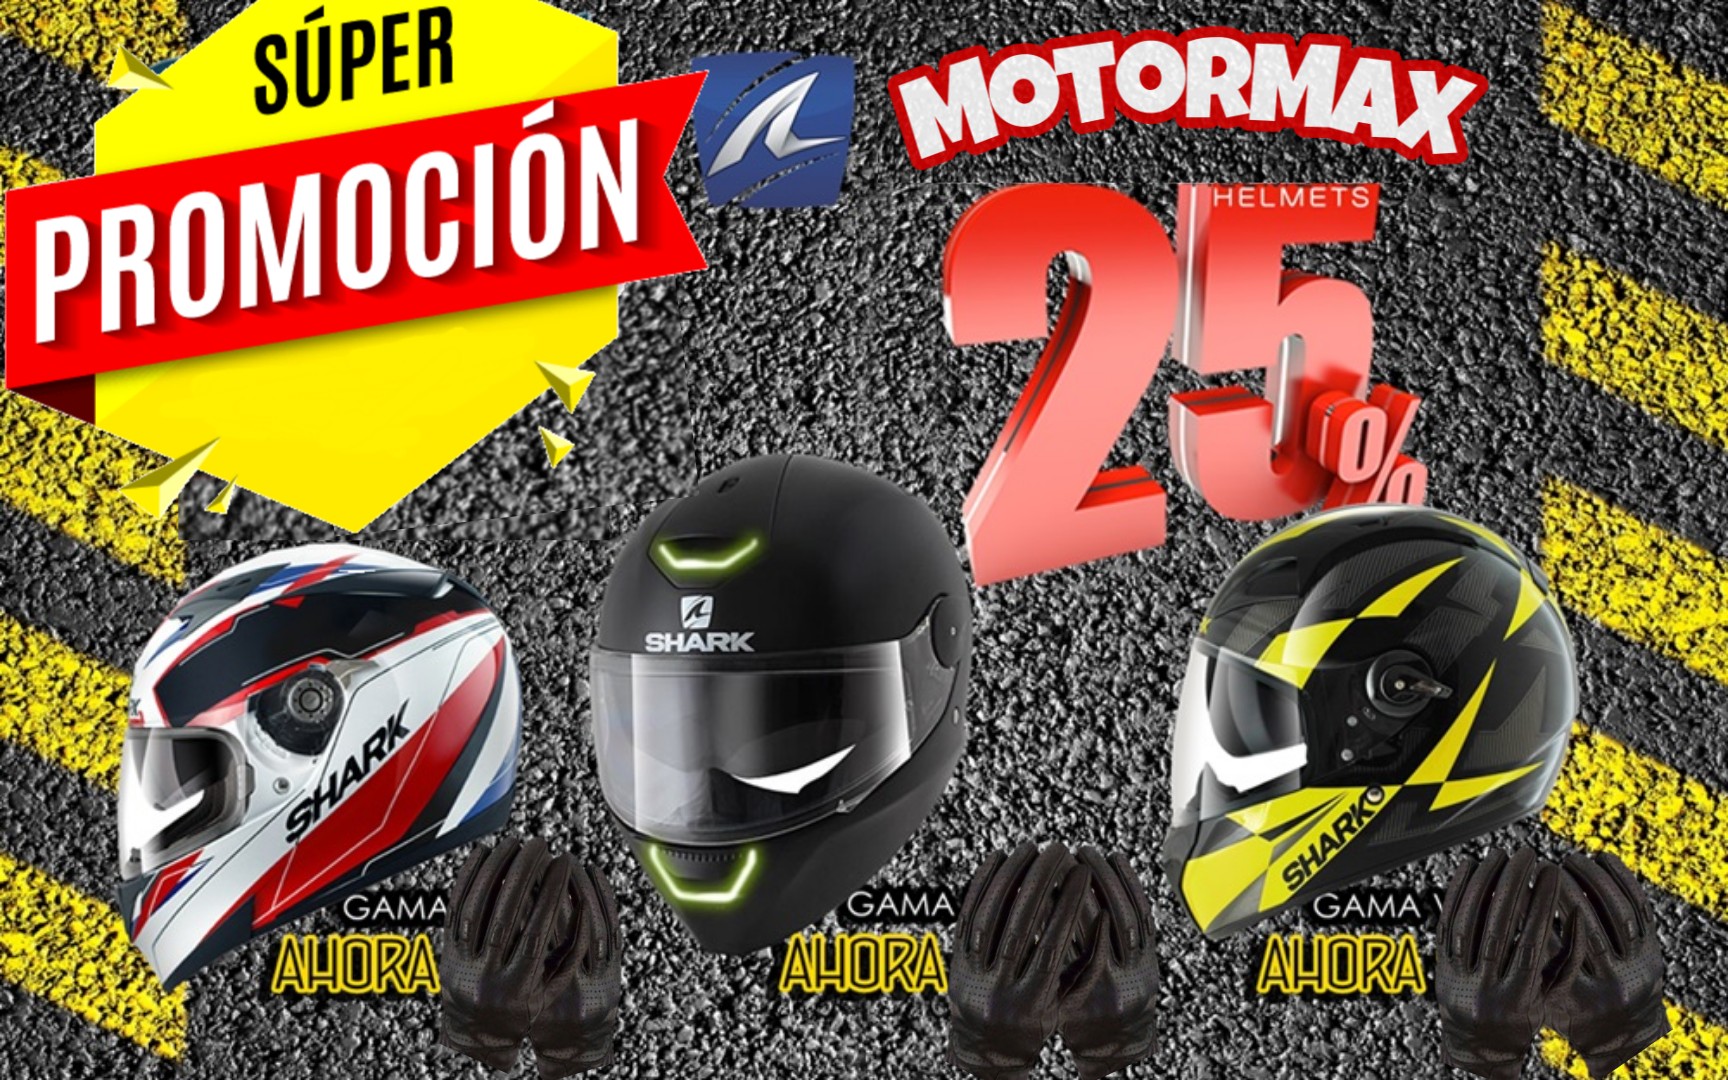 SÚPER
PROMOCIÓN
MOTORMAX
HELMETS
25%
SHARK
SHARK
SHARK
GAMA
AHORA
GAMA
AHORA
GAMA V
AHORA